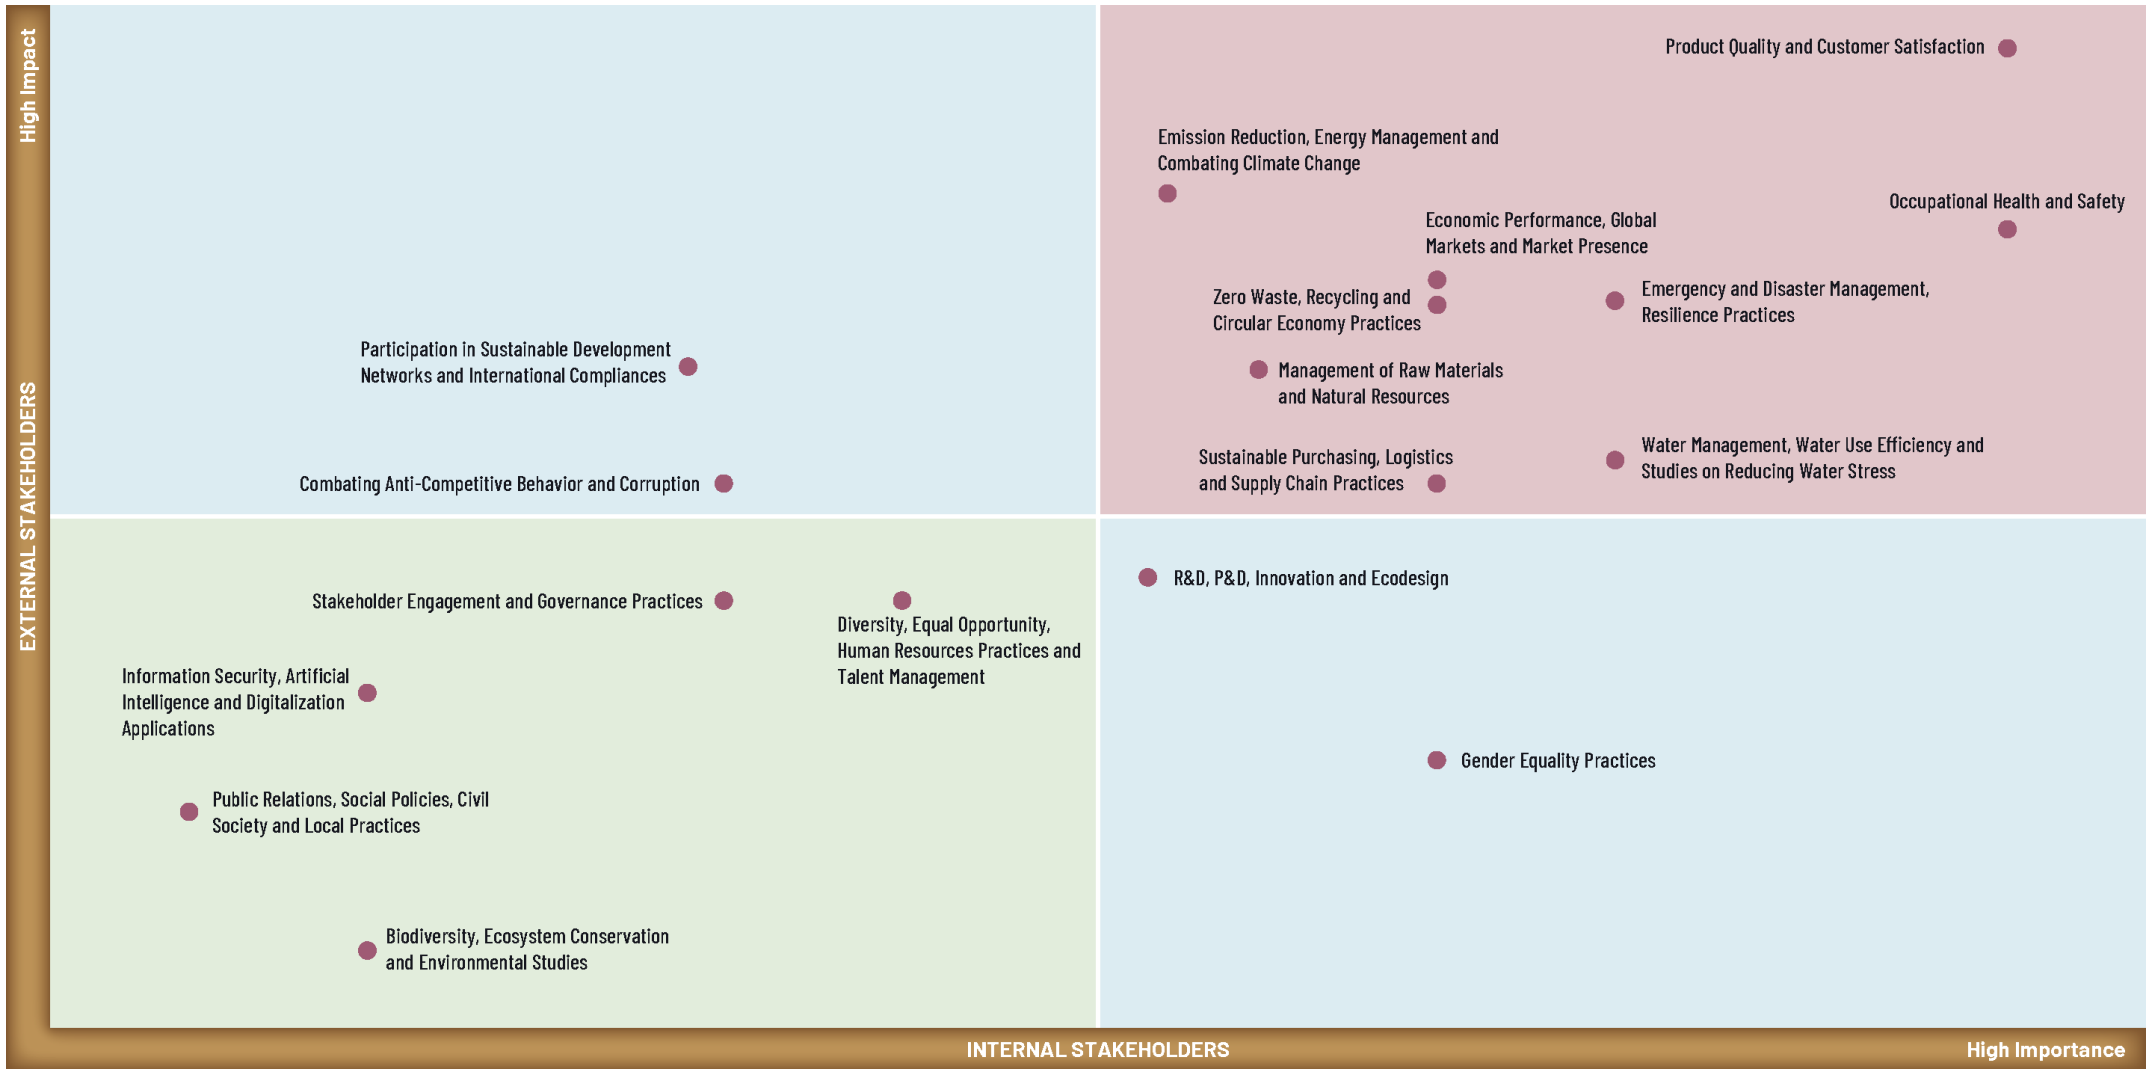 High Impact
EXTERNAL STAKEHOLDERS
Product Quality and Customer Satisfaction
Emission Reduction, Energy Management and
Combating Climate Change
Occupational Health and Safety
Economic Performance, Global
Markets and Market Presence
Zero Waste, Recycling and
Circular Economy Practices
Emergency and Disaster Management,
Resilience Practices
Participation in Sustainable Development
Networks and International Compliances
Management of Raw Materials
and Natural Resources
Combating Anti-Competitive Behavior and Corruption
Sustainable Purchasing, Logistics
and Supply Chain Practices
Water Management, Water Use Efficiency and
Studies on Reducing Water Stress
Stakeholder Engagement and Governance Practices
Diversity, Equal Opportunity,
Human Resources Practices and
Talent Management
R&D, P&D, Innovation and Ecodesign
Information Security, Artificial
Intelligence and Digitalization
Applications
Gender Equality Practices
Public Relations, Social Policies, Civil
Society and Local Practices
Biodiversity, Ecosystem Conservation
and Environmental Studies
INTERNAL STAKEHOLDERS
High Importance